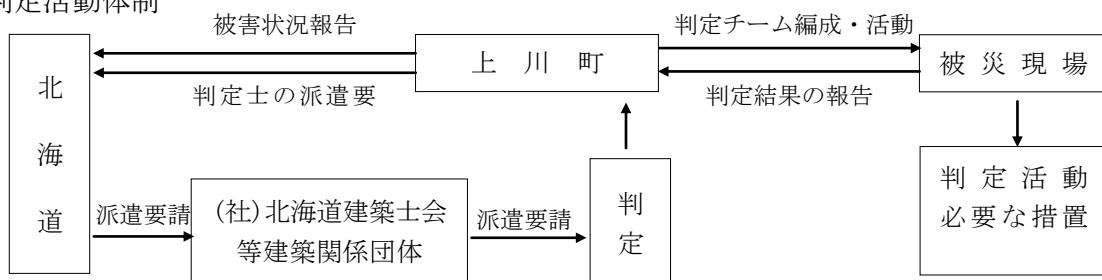 判定活動体制
被害状況報告
判定チーム編成・活動
北海道
上川町
被災現場
判定士の派遣要
判定結果の報告
派遣要請
(社)北海道建築士会
等建築関係団体
派遣要請
判定
判定活動
必要な措置